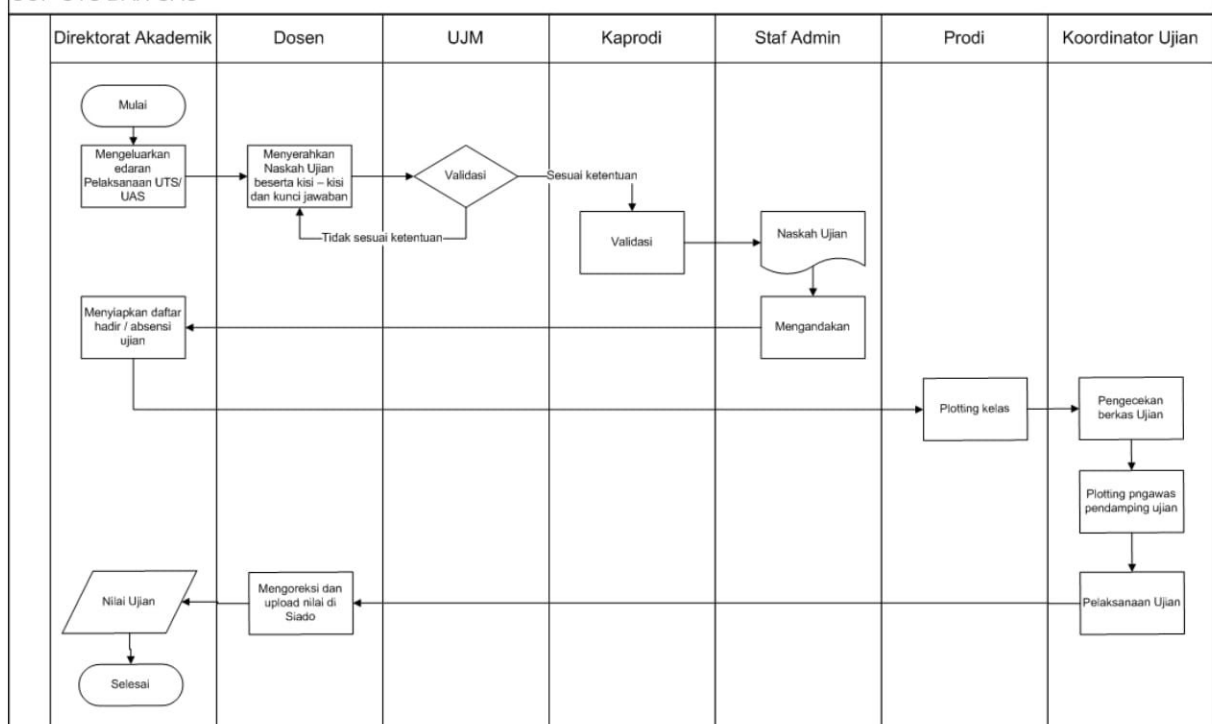 Direktorat Akademik
Dosen
UJM
Kaprodi
Staf Admin
Prodi
Koordinator Ujian
Mulai
Mengeluarkan
edaran
Pelaksanaan UTS/
UAS
Menyerahkan
Naskah Ujian
beserta kisi – kisi
dan kunci jawaban
Validasi
Sesuai ketentuan
Tidak sesuai ketentuan
Validasi
Naskah Ujian
Menyiapkan daftar
hadir / absensi
ujian
Mengandakan
Plotting kelas
Pengecekan
berkas Ujian
Plotting pngawas
pendamping ujian
Nilai Ujian
Mengoreksi dan
upload nilai di
Siado
Pelaksanaan Ujian
Selesai